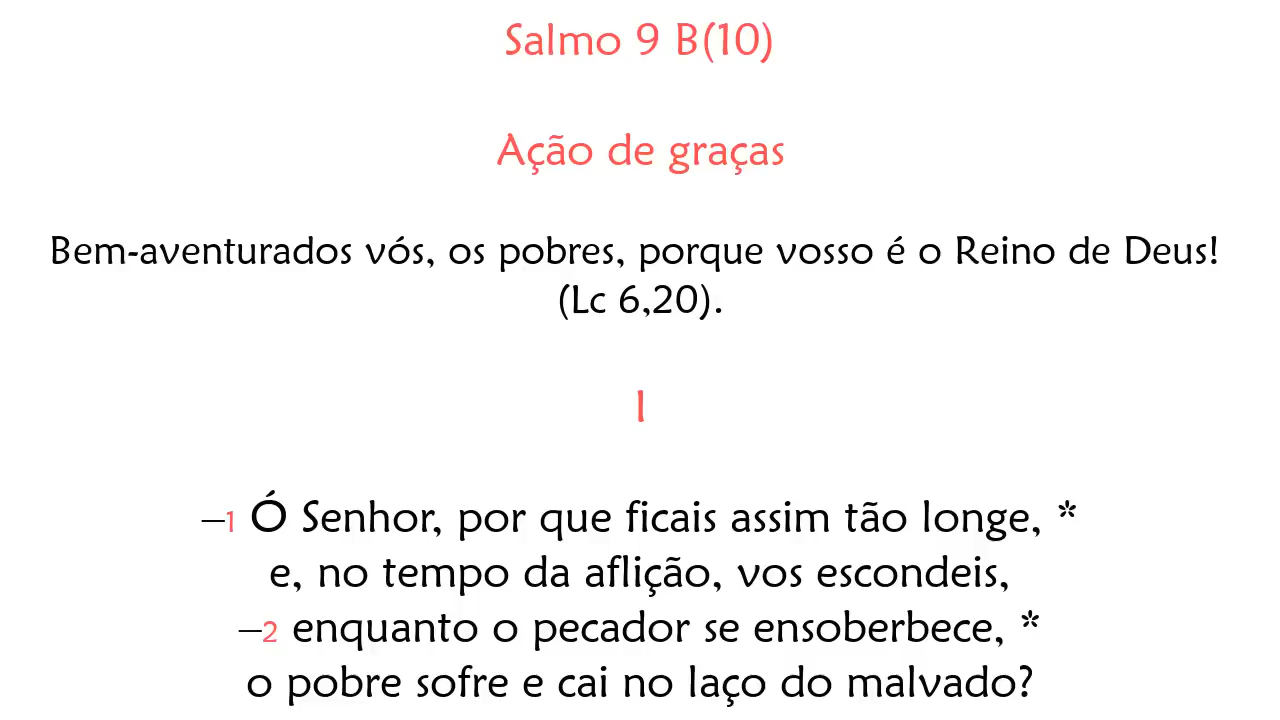 Salmo 9 B(10)
Ação de graças
Bem-aventurados vós, os pobres, porque vosso é o Reino de Deus!
(Lc 6,20).
I
–1 Ó Senhor, por que ficais assim tão longe, *
e, no tempo da aflição, vos escondeis,
–2 enquanto o pecador se ensoberbece, *
o pobre sofre e cai no laço do malvado?